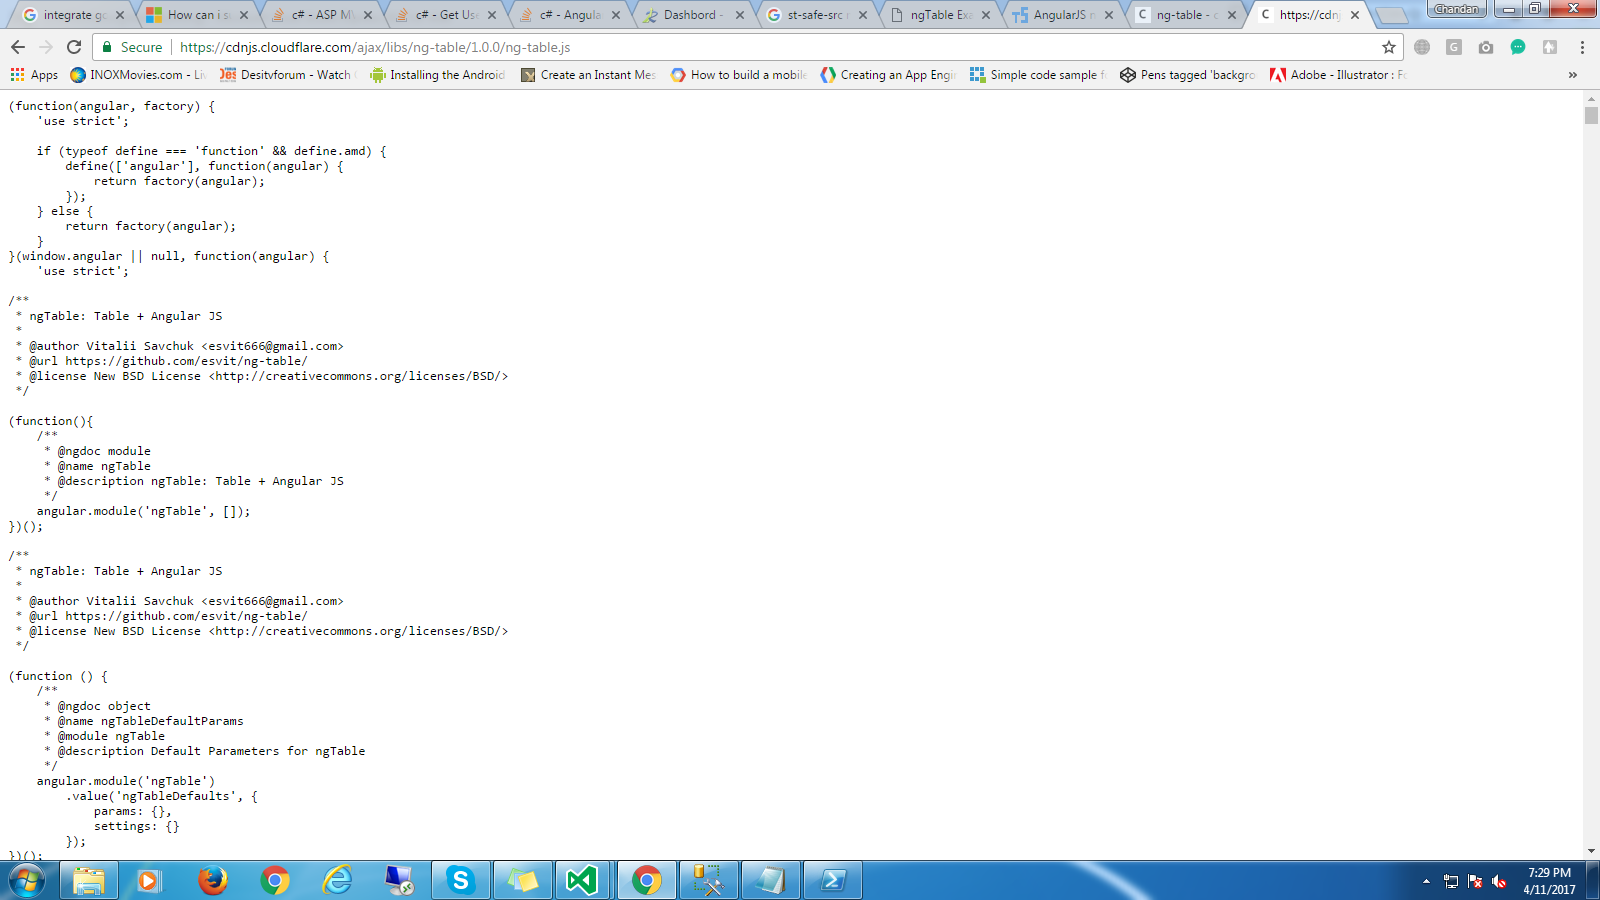 integrate go
How can i s
c# - ASP M
c# - Get Use
c# - Angula
Dashbord -
st-safe-src n
ngTable Exa
AngularJS n
ng-table - c
https://cdnj
Chandan
Secure
https://cdnjs.cloudflare.com/ajax/libs/ng-table/1.0.0/ng-table.js
Apps
INOXMovies.com - Liv
Desitvforum - Watch
Installing the Android
Create an Instant Mes
How to build a mobile
Creating an App Engi
Simple code sample f
Pens tagged 'backgro
Adobe - Illustrator : Fo
»
(function(angular, factory) {
    'use strict';

    if (typeof define === 'function' && define.amd) {
        define(['angular'], function(angular) {
            return factory(angular);
        });
    } else {
        return factory(angular);
    }
}(window.angular || null, function(angular) {
    'use strict';

/**
 * ngTable: Table + Angular JS
 *
 * @author Vitalii Savchuk <esvit666@gmail.com>
 * @url https://github.com/esvit/ng-table/
 * @license New BSD License <http://creativecommons.org/licenses/BSD/>
 */

(function(){
    /**
     * @ngdoc module
     * @name ngTable
     * @description ngTable: Table + Angular JS
     */
    angular.module('ngTable', []);
})();

/**
 * ngTable: Table + Angular JS
 *
 * @author Vitalii Savchuk <esvit666@gmail.com>
 * @url https://github.com/esvit/ng-table/
 * @license New BSD License <http://creativecommons.org/licenses/BSD/>
 */

(function () {
    /**
     * @ngdoc object
     * @name ngTableDefaultParams
     * @module ngTable
     * @description Default Parameters for ngTable
     */
    angular.module('ngTable')
        .value('ngTableDefaults', {
            params: {},
            settings: {}
        });
})();
7:29 PM
4/11/2017